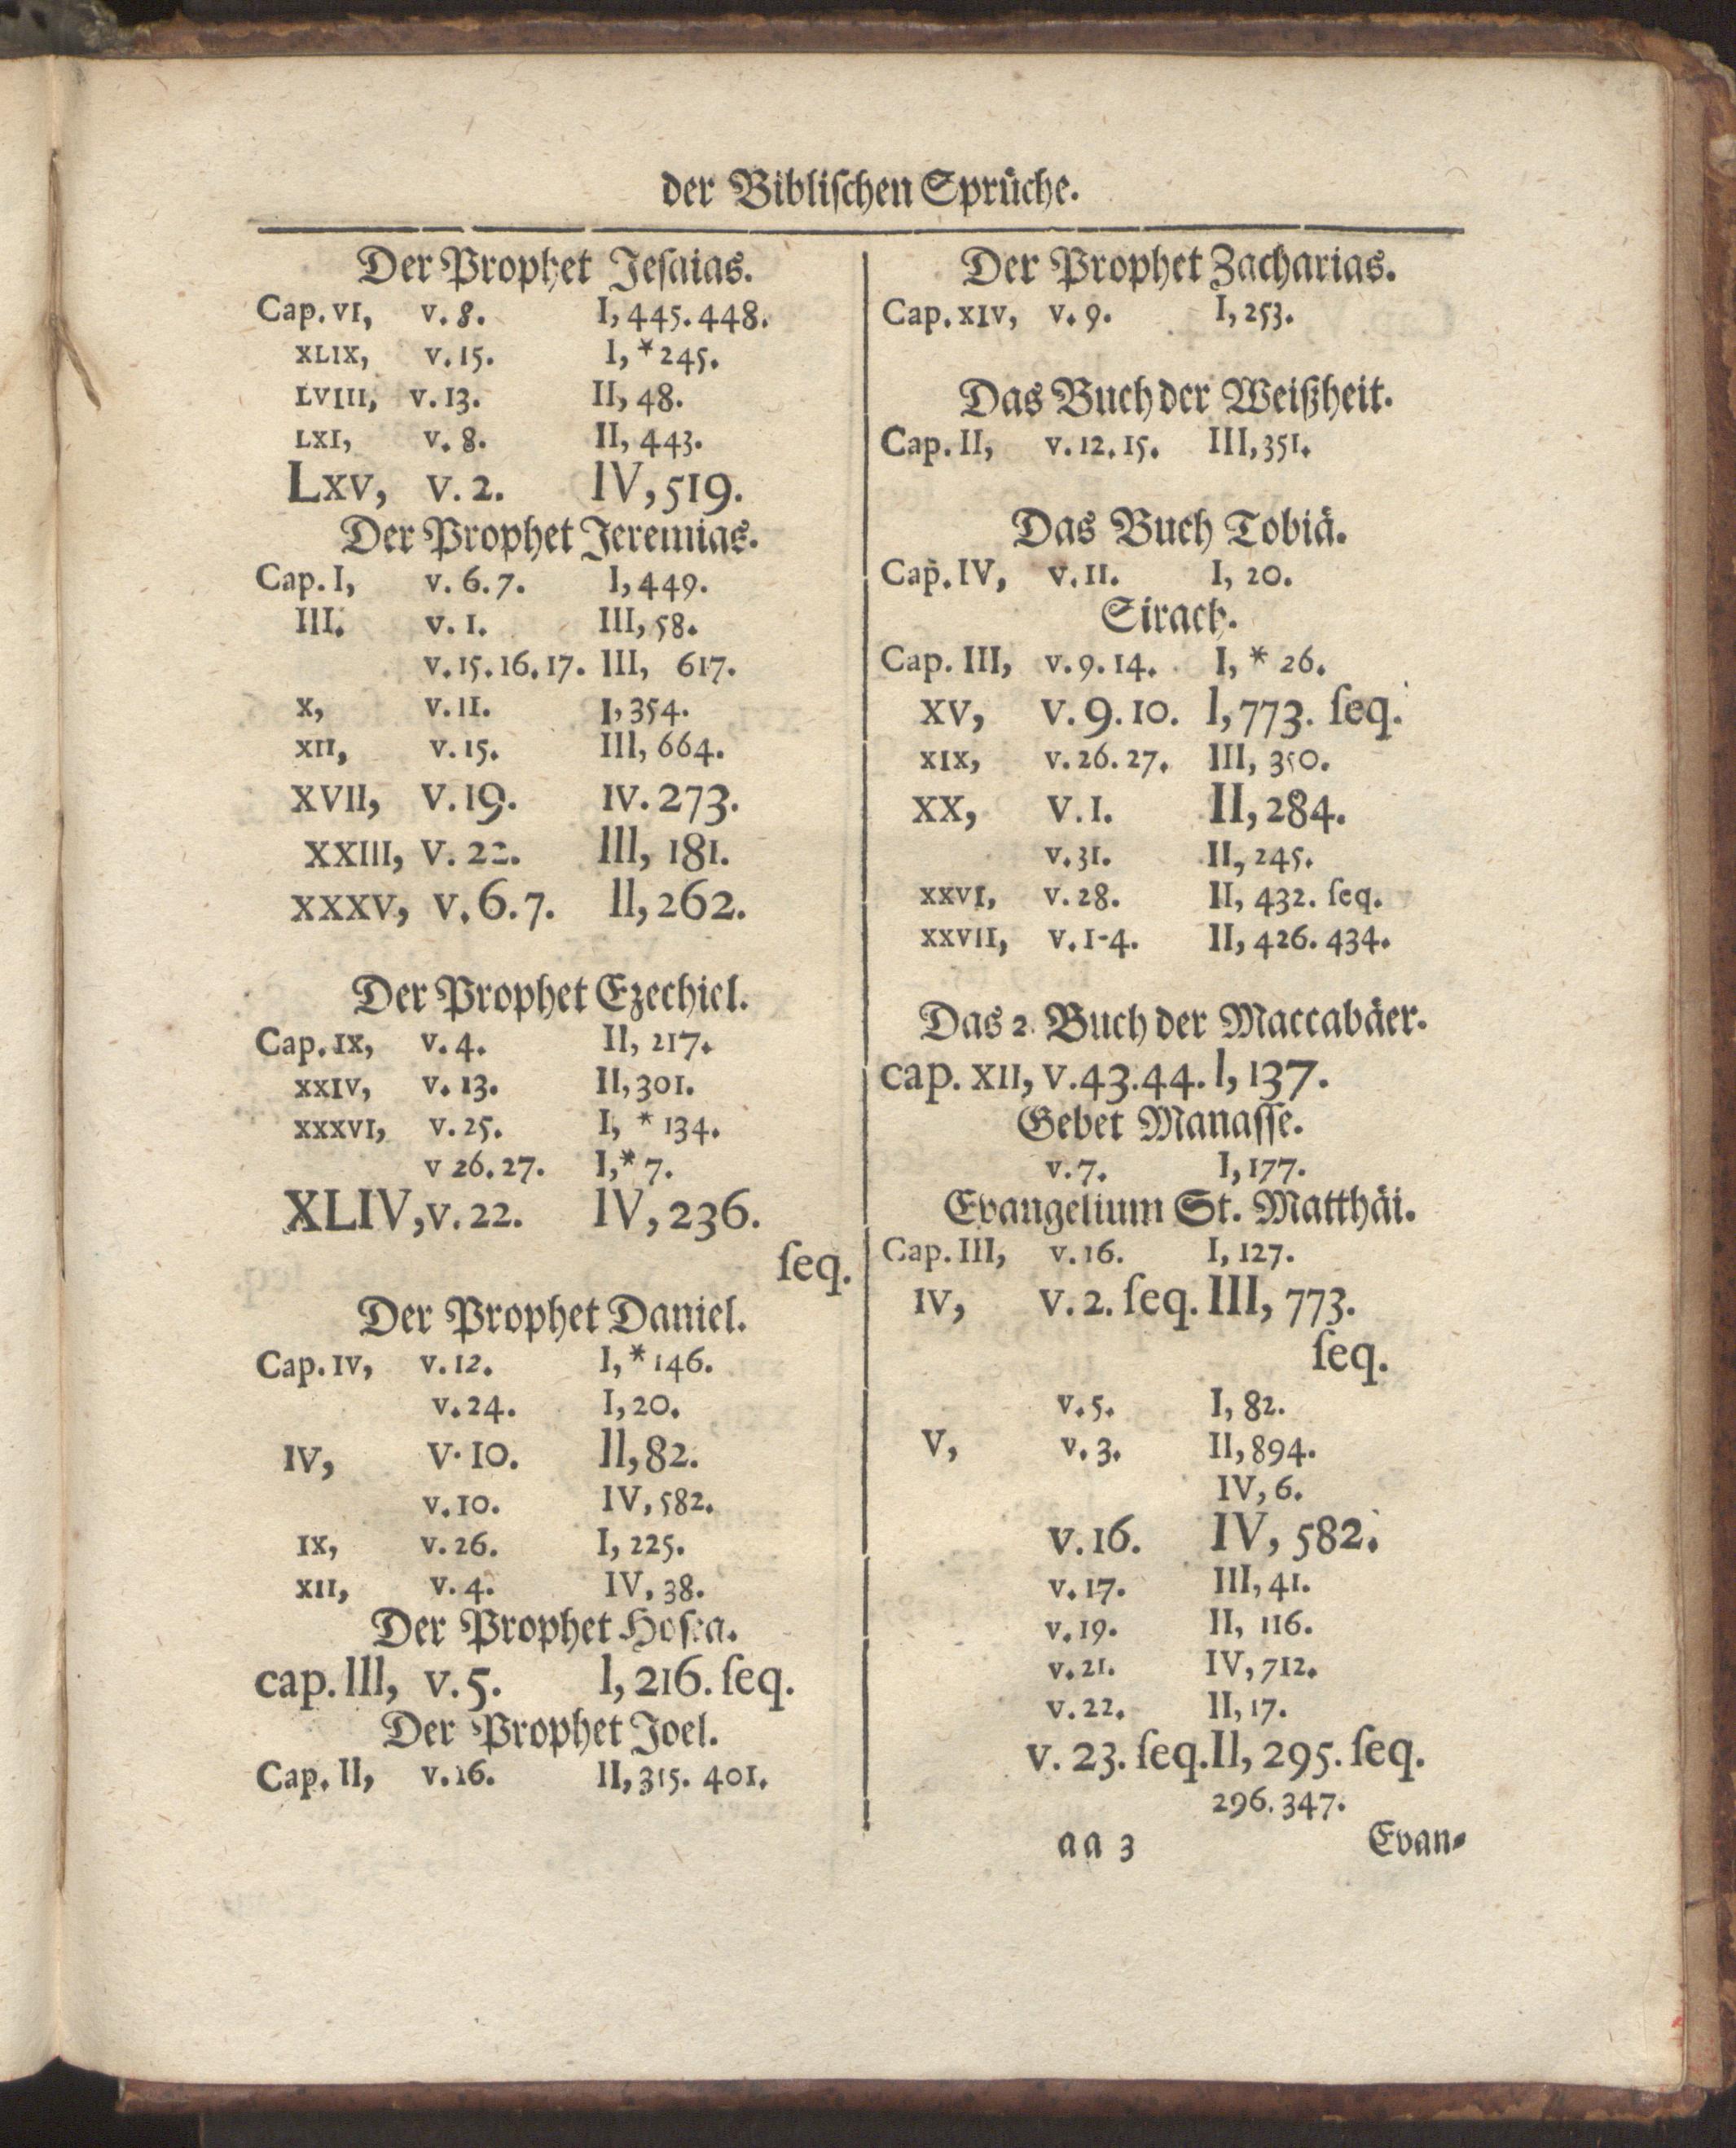 der Bibliſchen Sprüche.
Der Prophet Jeſaias.
Cap. VI, v. 8. I, 445. 448.
XLIX, v. 15. I, *245.
LVIII, v. 13. II, 48.
LXI, v. 8. II, 443.
LXV, v. 2. IV, 519.
Der Prophet Jeremias.
Cap. I, v. 6. 7. I, 449.
III. v. 1. III, 58.
v. 15. 16. 17. III, 617.
X, v. 11. I, 354.
XII, v. 15. III, 664.
XVII, v. 19. IV. 273.
XXIII, v. 22. III, 181.
XXXV, v. 6. 7. II, 262.
Der Prophet Ezechiel.
Cap. IX, v. 4. II, 217.
XXIV, v. 13. II, 301.
XXXVI, v. 25. I, * 134.
v 26. 27. I, * 7.
XLIV, v. 22. IV, 236.
ſeq.
Der Prophet Daniel.
Cap. IV, v. 12. I, *146.
v. 24. I, 20.
IV, v. 10. II, 82.
v. 10. IV, 582.
IX, v. 26. I, 225.
XII, v. 4. IV, 38.
Der Prophet Hoſea.
cap. III, v. 5. I, 216. ſeq.
Der Prophet Joel.
Cap. II, v. 16. II, 315. 401.
Der Prophet Zacharias.
Cap. XIV, v. 9. I, 253.
Das Buch der Weißheit.
Cap. II, v. 12. 15. III, 351.
Das Buch Tobiä.
Cap. IV, v. 11. I, 20.
Sirach.
Cap. III, v. 9. 14. I, * 26.
XV, v. 9. 10. I, 773. ſeq.
XIX, v. 26. 27. III, 350.
XX, v. 1. II, 284.
v. 31. II, 245.
XXVI, v. 28. II, 432. ſeq.
XXVII, v. 1-4. II, 426. 434.
Das 2. Buch der Maccabäer.
cap. XII, v. 43. 44. I, 137.
Gebet Manaſſe.
v. 7. I, 177.
Evangelium St. Matthäi.
Cap. III, v. 16. I, 127.
IV, v. 2. ſeq. III, 773.
ſeq.
v. 5. I, 82.
V, v. 3. II, 894.
IV, 6.
v. 16. IV, 582.
v. 17. III, 41.
v. 19. II, 116.
v. 21. IV, 712.
v. 22. II, 17.
v. 23. ſeq. II, 295. ſeq.
296. 347.
aa 3 Evan-